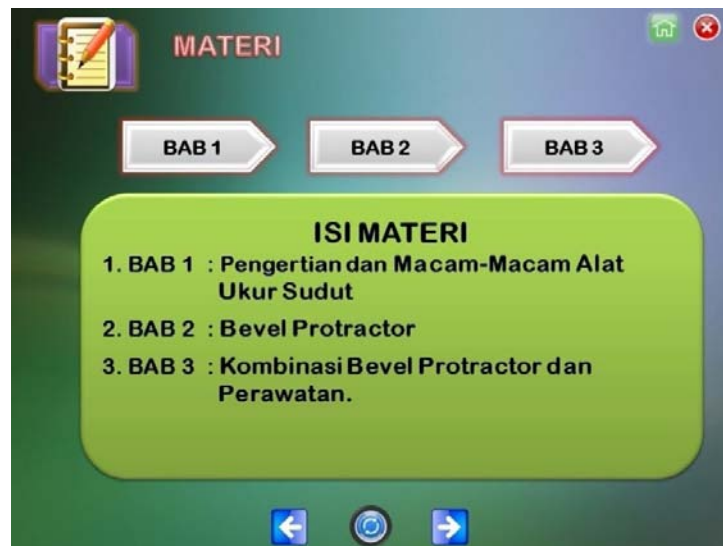 MATERI
BAB 1
BAB 2
BAB 3
ISI MATERI
1. BAB 1 : Pengertian dan Macam-Macam Alat
Ukur Sudut
2. BAB 2 : Bevel Protractor
3. BAB 3 : Kombinasi Bevel Protractor dan
Perawatan.